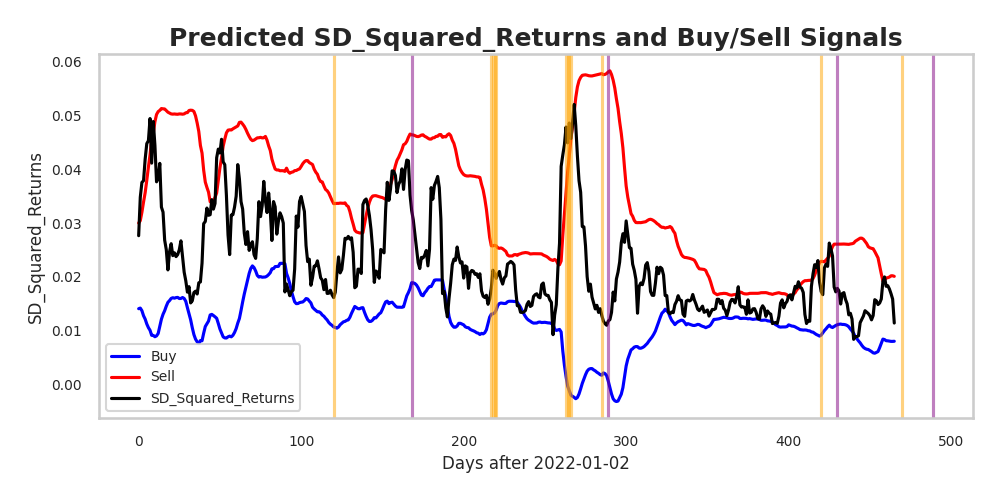 Predicted SD_Squared_Returns and Buy/Sell Signals
0.06
0.05
0.04
0.03
0.02
0.01
0.00
SD_Squared_Returns
Buy
Sell
SD_Squared_Returns
0 100 200 300 400 500
Days after 2022-01-02